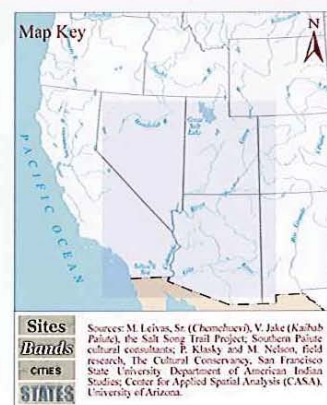 Map Key
N
Great
Salt
Lake
PACIFIC OCEAN
Sites
Bands
CITIES
STATES
Sources: M. Leivas, Sr. (Chemehuevi), V. Jake (Kaibab
Paiute), the Salt Song Trail Project; Southern Paiute
cultural consultants; P. Klasky and M. Nelson, field
research, The Cultural Conservancy, San Francisco
State University Department of American Indian
Studies; Center for Applied Spatial Analysis (CASA),
University of Arizona.